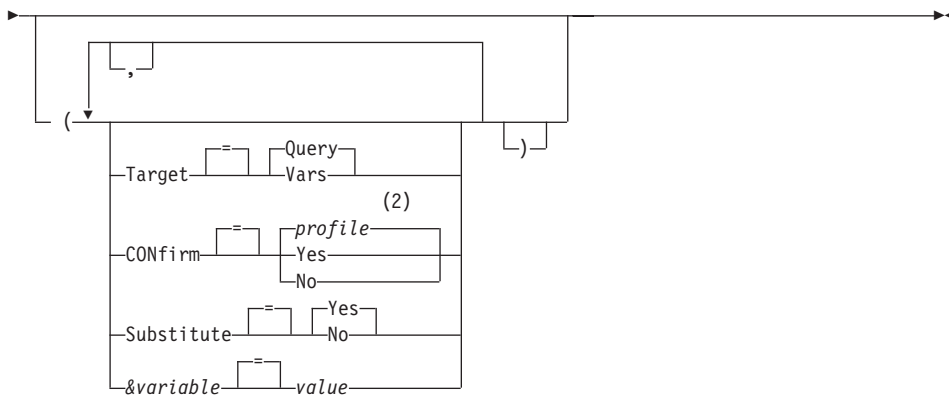 ,
(
)
=
Query
Target
Vars
(2)
=
profile
CONfirm
Yes
No
=
Yes
Substitute
No
=
&variable
value